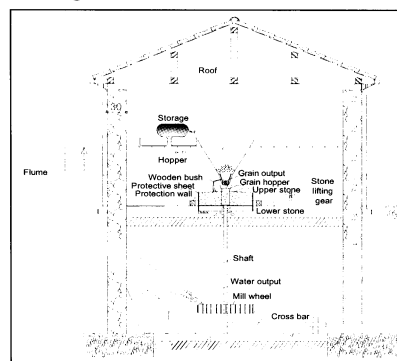 Roof
30
Storage
Hopper
Flume
Wooden bush
Protective sheet
Protection wall
Grain output
Grain hopper
Upper stone
Lower stone
Stone
lifting
gear
Shaft
Water output
Mill wheel
Cross bar